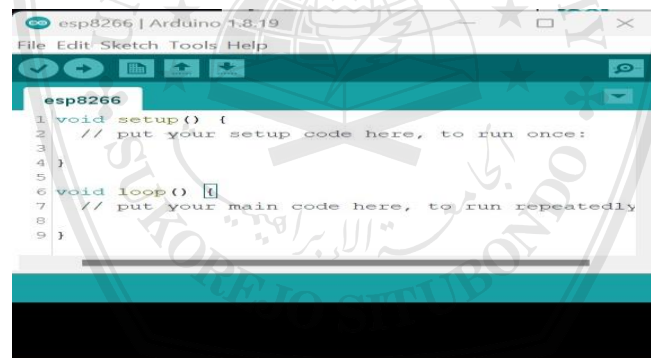 esp8266 | Arduino 1.8.19
File Edit Sketch Tools Help
esp8266
1 void setup() {
2 // put your setup code here, to run once:
3
4 }
5
6 void loop() {
7 // put your main code here, to run repeatedly
8
9 }
SUKOREJO SITUBONDO